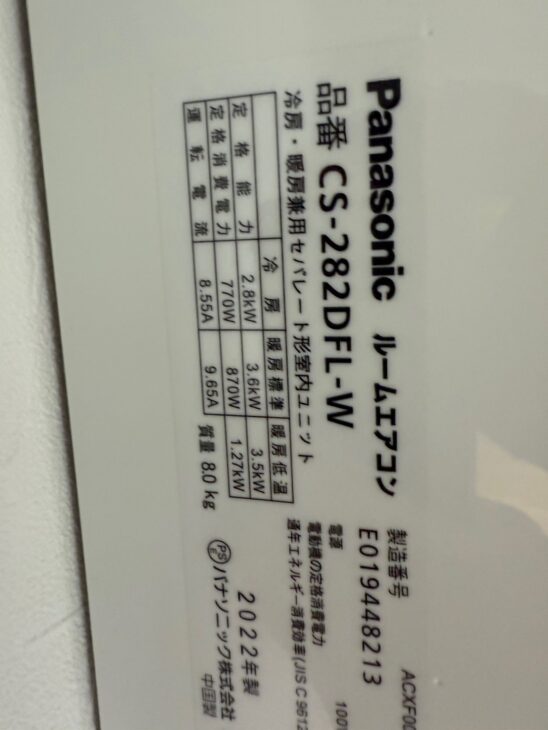 Panasonic ルームエアコン
品番 CS-282DFL-W
冷房・暖房兼用セパレート形室内ユニット
冷房 暖房標準 暖房低温
定格能力 2.8kW 3.6kW 3.5kW
定格消費電力 770W 870W 1.27kW
運転電流 8.55A 9.65A
質量 8.0 kg
ACXF00
製造番号
E019448213
電源 100V
電動機の定格消費電力
通年エネルギー消費効率(JIS C 9612
2022年製
PSE パナソニック株式会社
中国製